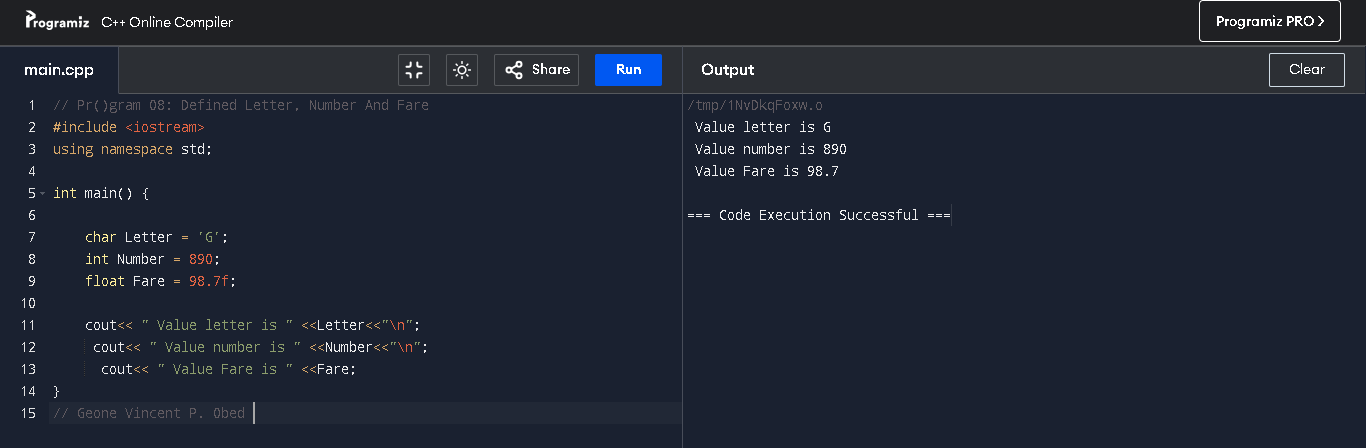 Programiz C++ Online Compiler
Programiz PRO >
main.cpp
Share
Run
Output
Clear
1 // Pr()gram 08: Defined Letter, Number And Fare
2 #include <iostream>
3 using namespace std;
4
5 int main() {
6
7 char Letter = 'G';
8 int Number = 890;
9 float Fare = 98.7f;
10
11 cout<< " Value letter is " <<Letter<<"\n";
12 cout<< " Value number is " <<Number<<"\n";
13 cout<< " Value Fare is " <<Fare;
14 }
15 // Geone Vincent P. Obed
/tmp/1NvDkqFoxw.o
Value letter is G
Value number is 890
Value Fare is 98.7
=== Code Execution Successful ===